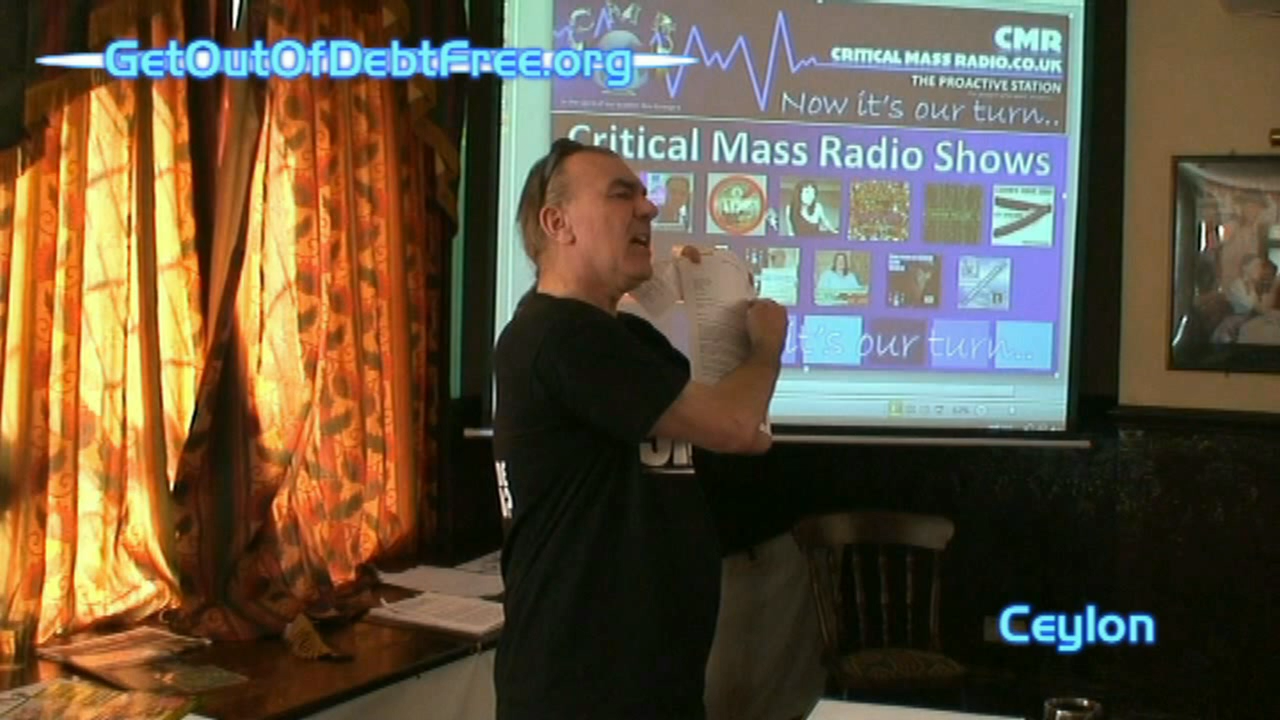 GetOutOfDebtFree.org
CMR
CRITICAL MASS RADIO.CO.UK
THE PROACTIVE STATION
Now it's our turn..
Critical Mass Radio Shows
it's our turn..
Ceylon